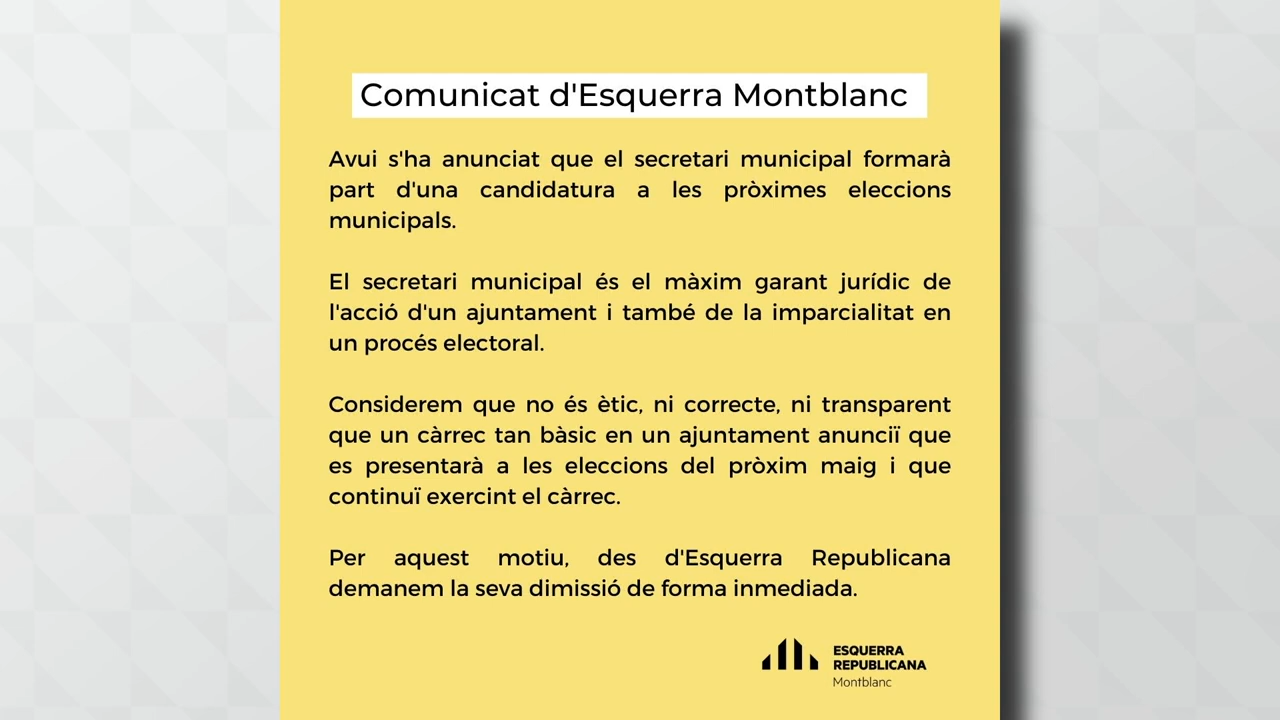 Comunicat d'Esquerra Montblanc
Avui s'ha anunciat que el secretari municipal formarà
part d'una candidatura a les pròximes eleccions
municipals.
El secretari municipal és el màxim garant jurídic de
l'acció d'un ajuntament i també de la imparcialitat en
un procés electoral.
Considerem que no és ètic, ni correcte, ni transparent
que un càrrec tan bàsic en un ajuntament anunciï que
es presentarà a les eleccions del pròxim maig i que
continuï exercint el càrrec.
Per aquest motiu, des d'Esquerra Republicana
demanem la seva dimissió de forma inmediada.
ESQUERRA
REPUBLICANA
Montblanc